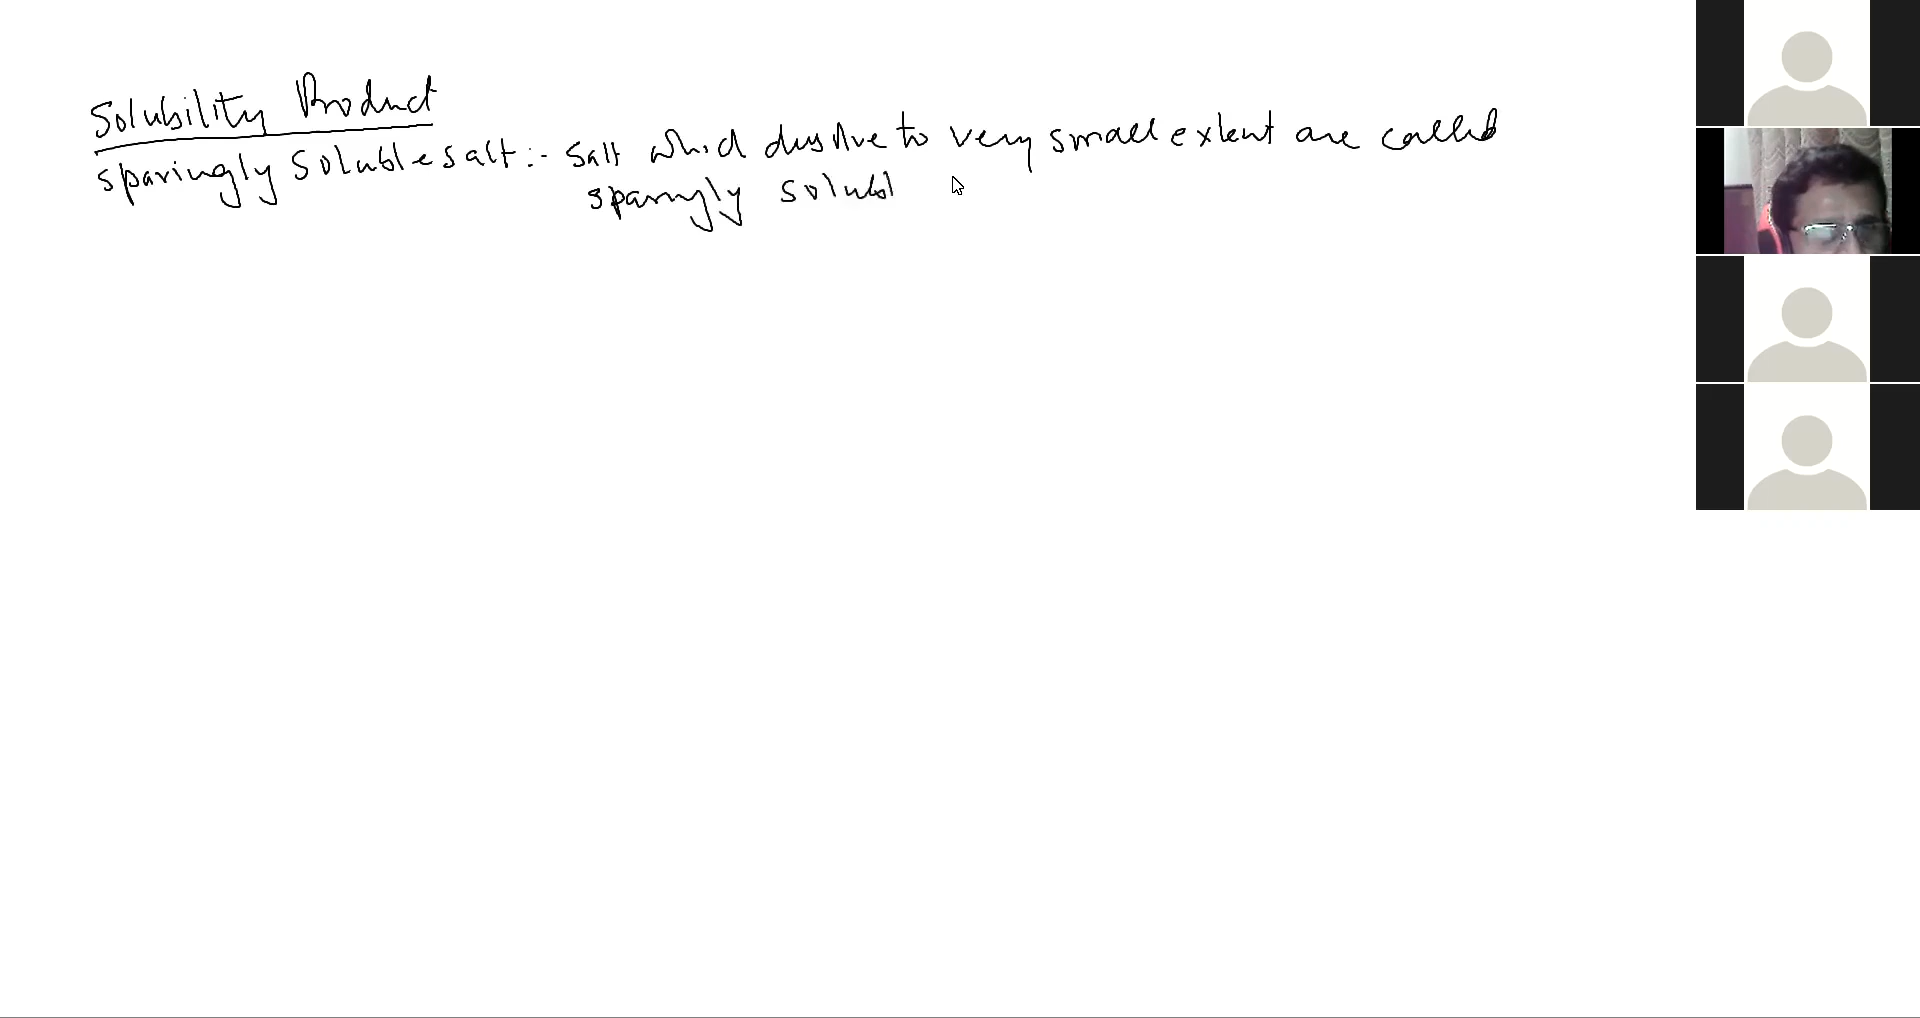 Solubility Product
sparingly soluble salt :- Salt which dissolve to very small extent are called
sparingly solubl